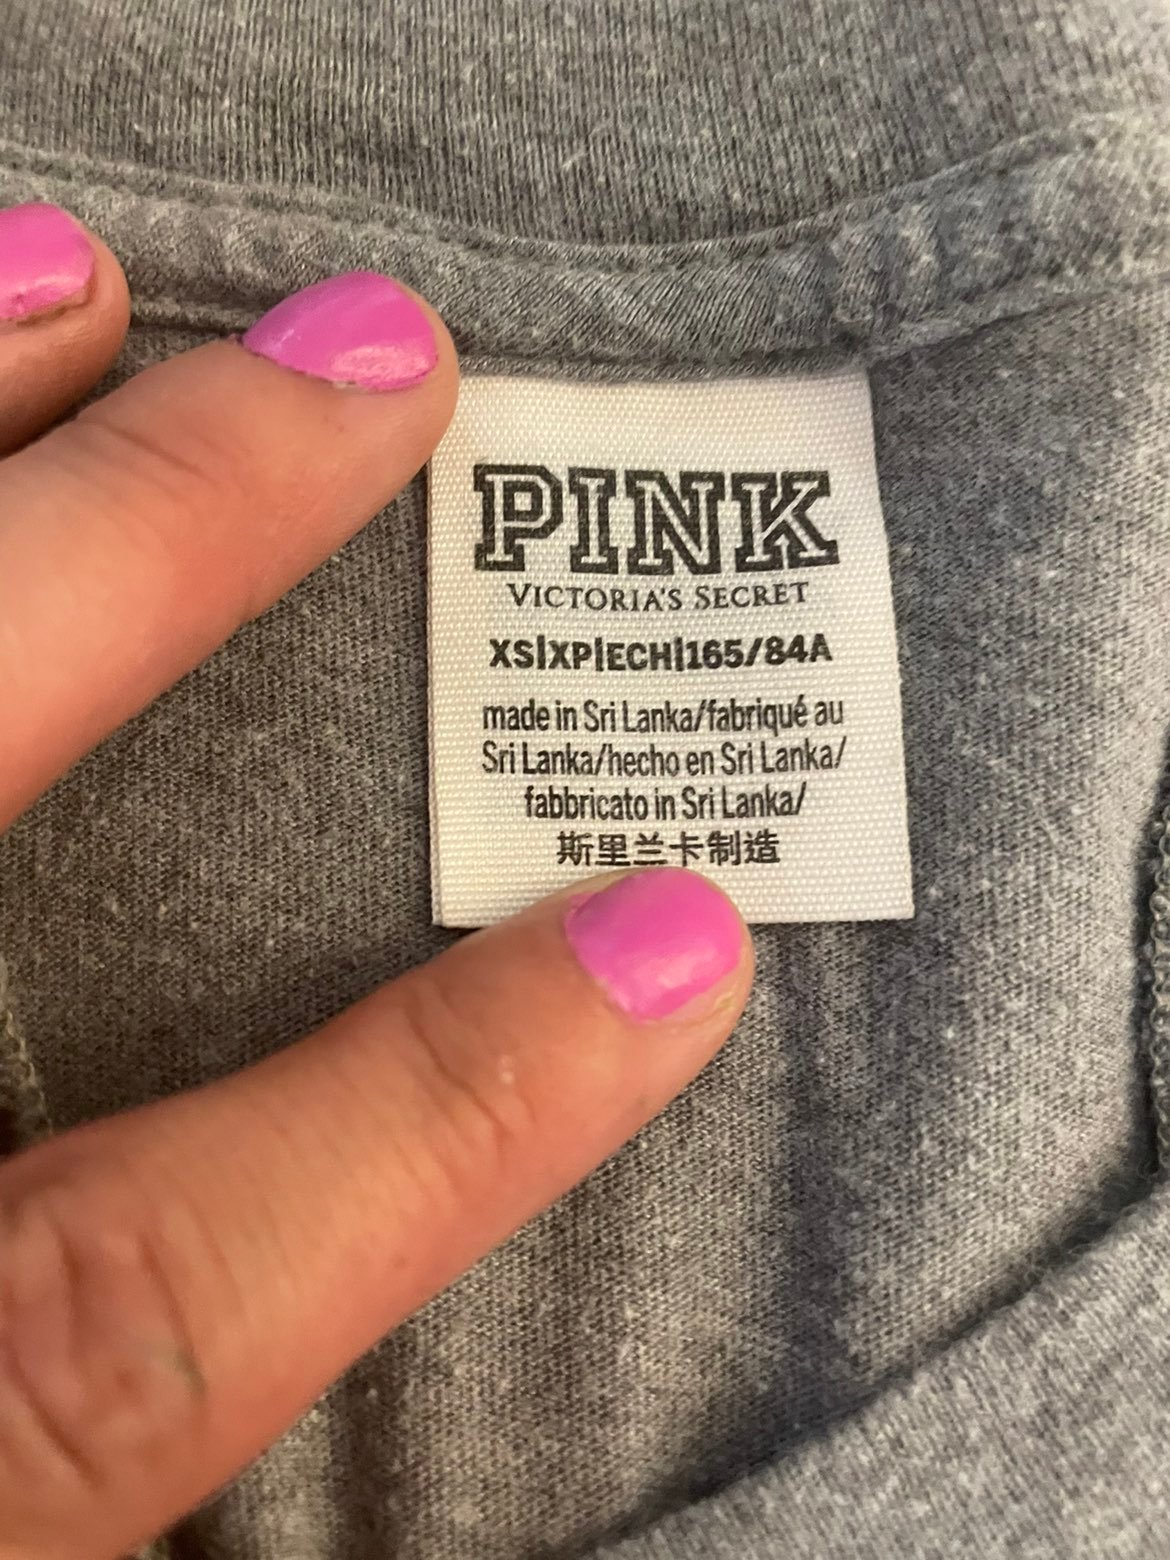 PINK
VICTORIA'S SECRET
XS|XP|ECH|165/84A
made in Sri Lanka/fabriqué au
Sri Lanka/hecho en Sri Lanka/
fabbricato in Sri Lanka/
斯里兰卡制造